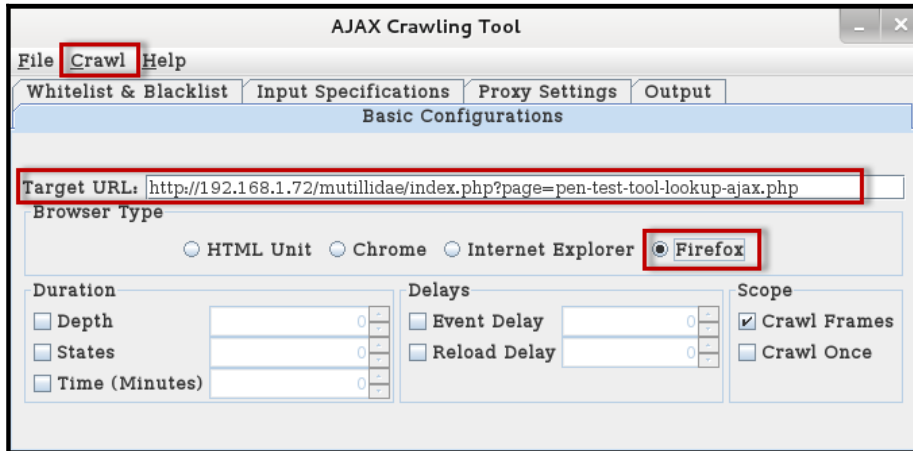 AJAX Crawling Tool
File Crawl Help
Whitelist & Blacklist Input Specifications Proxy Settings Output
Basic Configurations
Target URL: http://192.168.1.72/mutillidae/index.php?page=pen-test-tool-lookup-ajax.php
Browser Type
HTML Unit Chrome Internet Explorer Firefox
Duration Delays Scope
Depth 0 Event Delay 0 Crawl Frames
States 0 Reload Delay 0 Crawl Once
Time (Minutes) 0